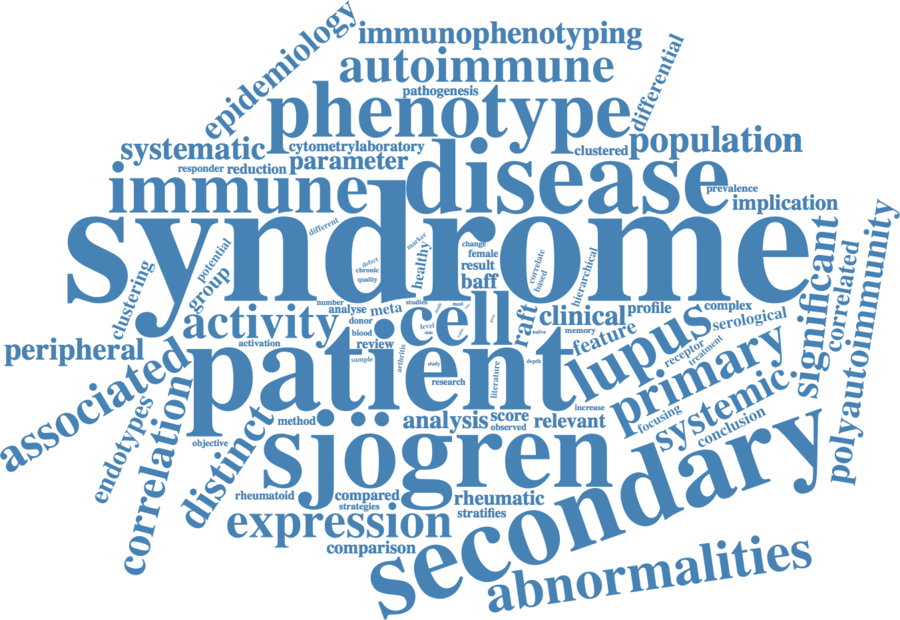 epidemiology
immunophenotyping
autoimmune
differential
pathogenesis
phenotype
systematic
cytometry
laboratory
clustered
population
responder
reduction
parameter
immune
disease
prevalence
implication
syndrome
different
marker
change
female
potential
healthy
defect
chronic
quality
result
correlate
based
hierarchical
significant
correlated
polyautoimmunity
clustering
group
baff
number
analyse
meta
studies
donor
activity
cell
raft
clinical
profile
complex
feature
lupus
serological
peripheral
activation
blood
review
level
naïve
memory
receptor
treatment
associated
patient
sample
arthritis
study
research
literature
depth
primary
endotypes
correlation
distinct
increase
focusing
systemic
conclusion
method
analysis
score
observed
relevant
objective
sjögren
secondary
rheumatoid
compared
strategies
rheumatic
stratifies
expression
comparison
abnormalities